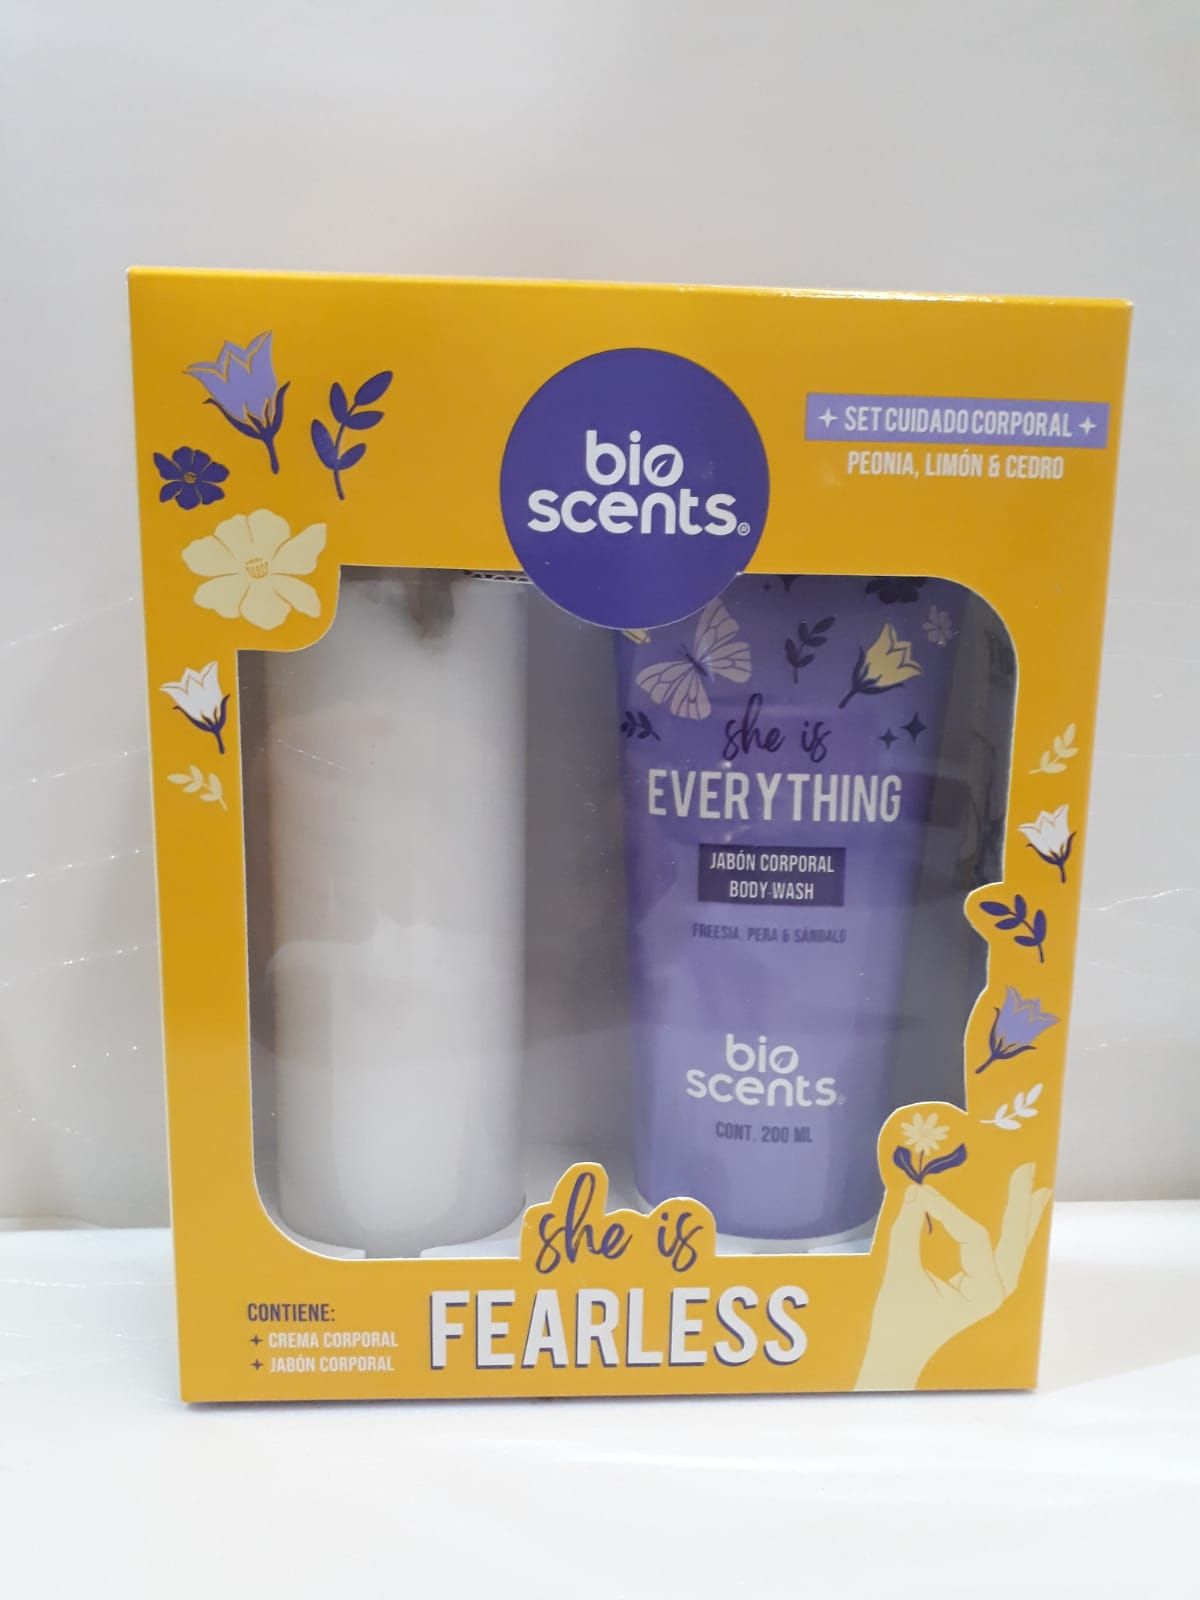 bio
scents®
SET CUIDADO CORPORAL
PEONIA, LIMÓN & CEDRO
she is
EVERYTHING
JABÓN CORPORAL
BODY-WASH
FREESIA, PERA & SÁNDALO
bio
scents®
CONT. 200 ML
she is
FEARLESS
CONTIENE:
CREMA CORPORAL
JABÓN CORPORAL